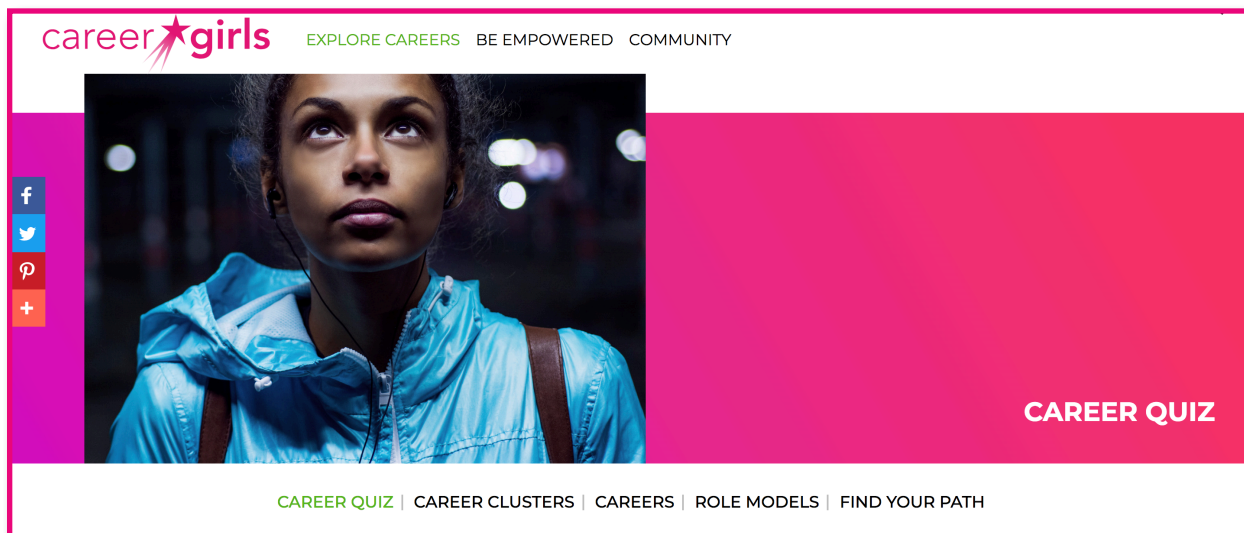 career girls
EXPLORE CAREERS BE EMPOWERED COMMUNITY
CAREER QUIZ
CAREER QUIZ | CAREER CLUSTERS | CAREERS | ROLE MODELS | FIND YOUR PATH